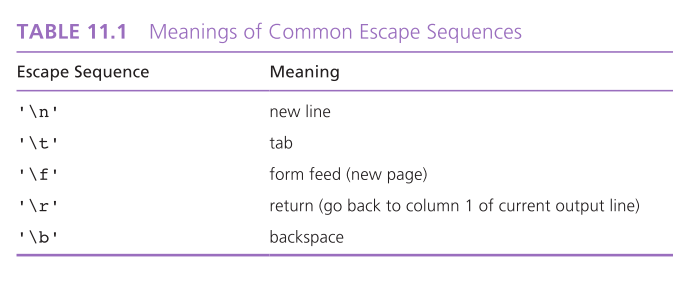 TABLE 11.1 Meanings of Common Escape Sequences
Escape Sequence Meaning
'\n' new line
'\t' tab
'\f' form feed (new page)
'\r' return (go back to column 1 of current output line)
'\b' backspace